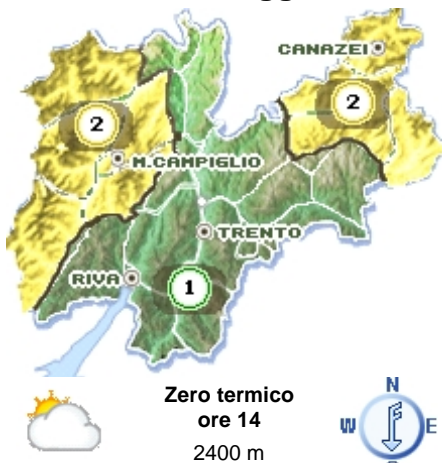 CANAZEI
2
2
M.CAMPIGLIO
TRENTO
RIVA
1
Zero termico
ore 14
2400 m
N
W E